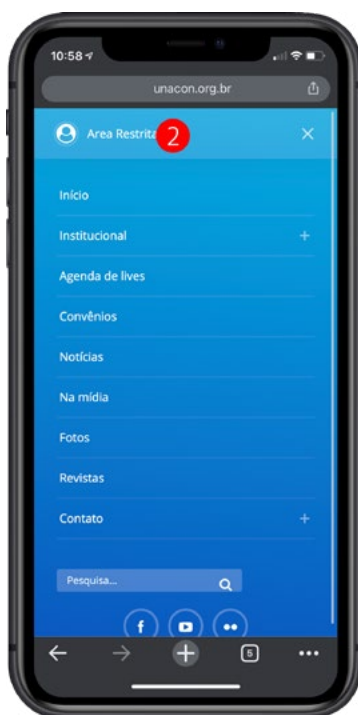 10:58
unacon.org.br
Area Restrita 2
Início
Institucional
Agenda de lives
Convênios
Notícias
Na mídia
Fotos
Revistas
Contato
Pesquisa...
f
5